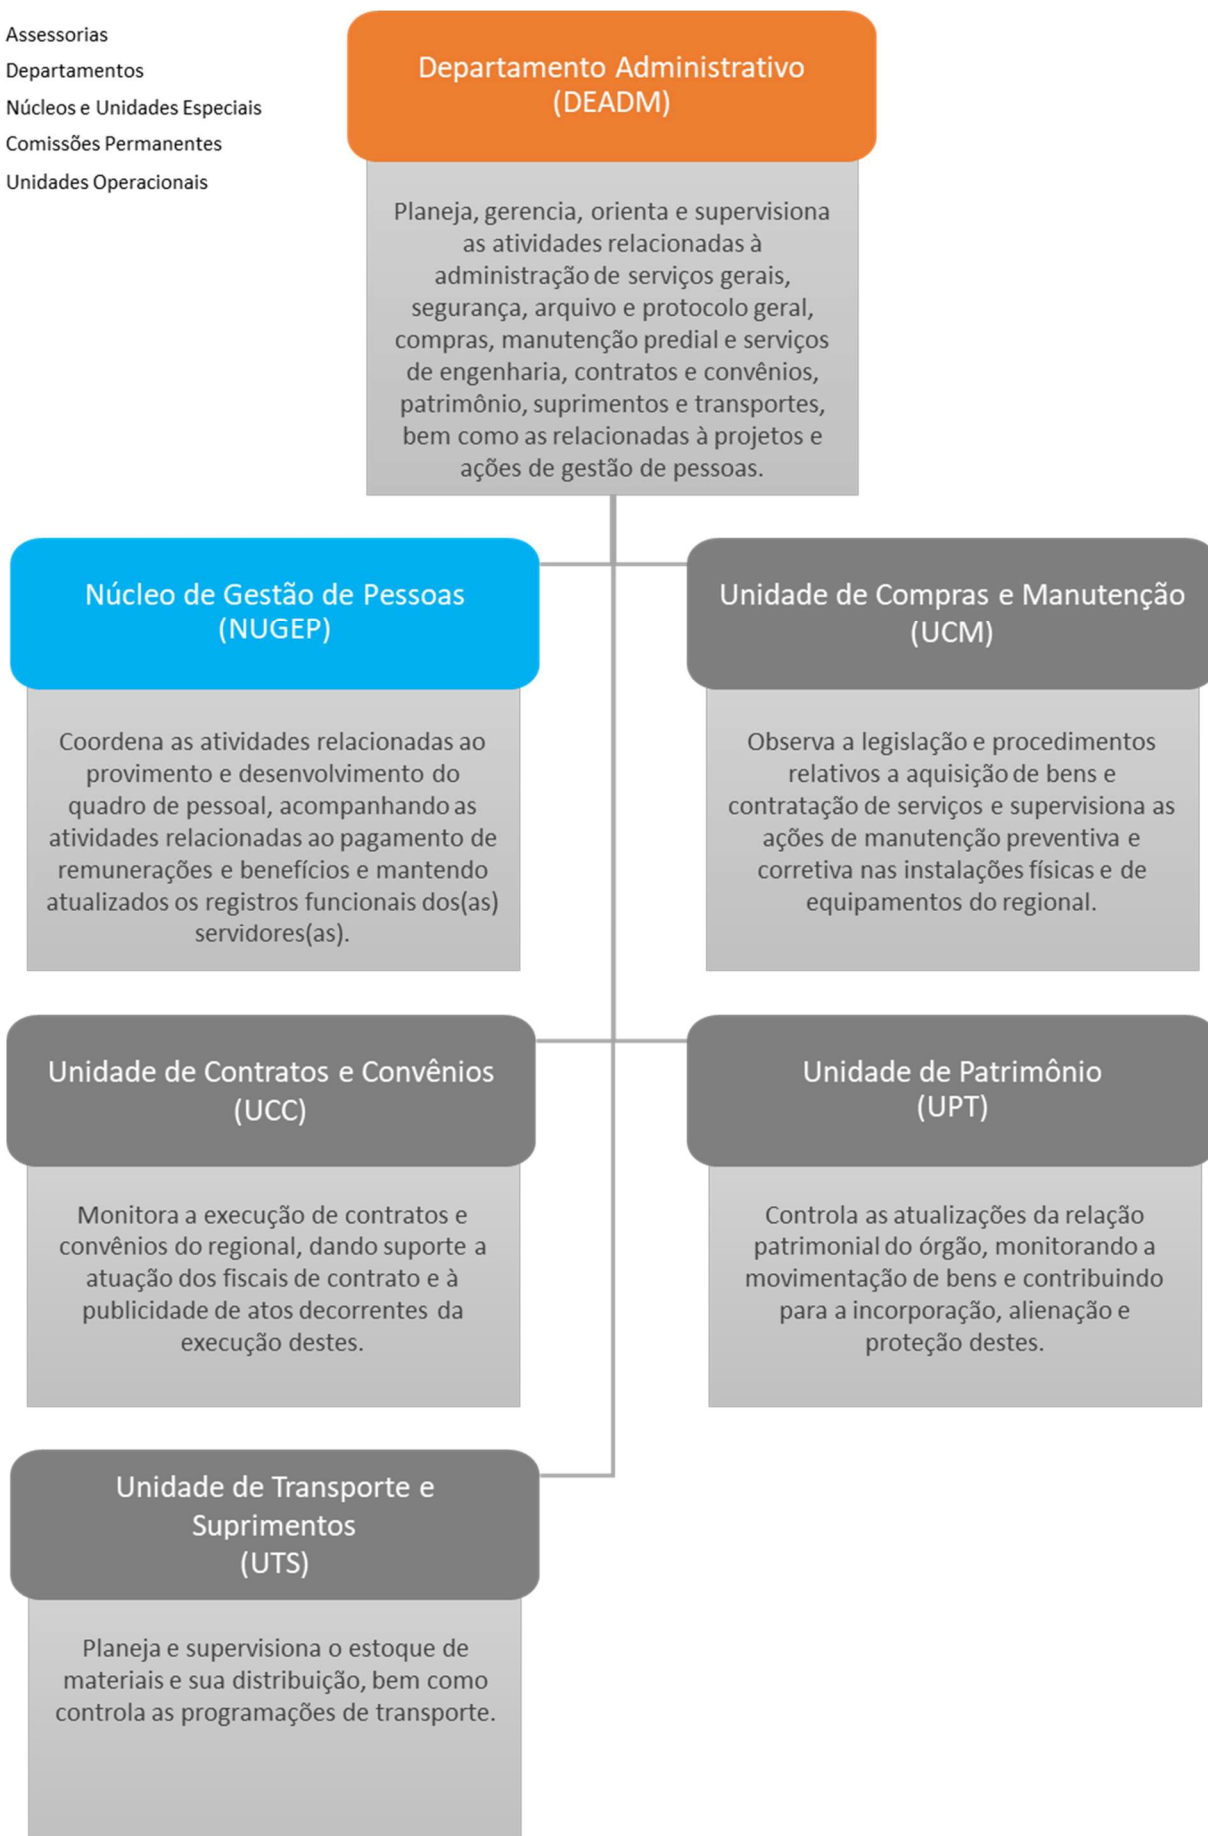 Assessorias
Departamentos
Núcleos e Unidades Especiais
Comissões Permanentes
Unidades Operacionais
Departamento Administrativo
(DEADM)
Planeja, gerencia, orienta e supervisiona
as atividades relacionadas à
administração de serviços gerais,
segurança, arquivo e protocolo geral,
compras, manutenção predial e serviços
de engenharia, contratos e convênios,
patrimônio, suprimentos e transportes,
bem como as relacionadas à projetos e
ações de gestão de pessoas.
Núcleo de Gestão de Pessoas
(NUGEP)
Coordena as atividades relacionadas ao
provimento e desenvolvimento do
quadro de pessoal, acompanhando as
atividades relacionadas ao pagamento de
remunerações e benefícios e mantendo
atualizados os registros funcionais dos(as)
servidores(as).
Unidade de Compras e Manutenção
(UCM)
Observa a legislação e procedimentos
relativos a aquisição de bens e
contratação de serviços e supervisiona as
ações de manutenção preventiva e
corretiva nas instalações físicas e de
equipamentos do regional.
Unidade de Contratos e Convênios
(UCC)
Monitora a execução de contratos e
convênios do regional, dando suporte a
atuação dos fiscais de contrato e à
publicidade de atos decorrentes da
execução destes.
Unidade de Patrimônio
(UPT)
Controla as atualizações da relação
patrimonial do órgão, monitorando a
movimentação de bens e contribuindo
para a incorporação, alienação e
proteção destes.
Unidade de Transporte e
Suprimentos
(UTS)
Planeja e supervisiona o estoque de
materiais e sua distribuição, bem como
controla as programações de transporte.